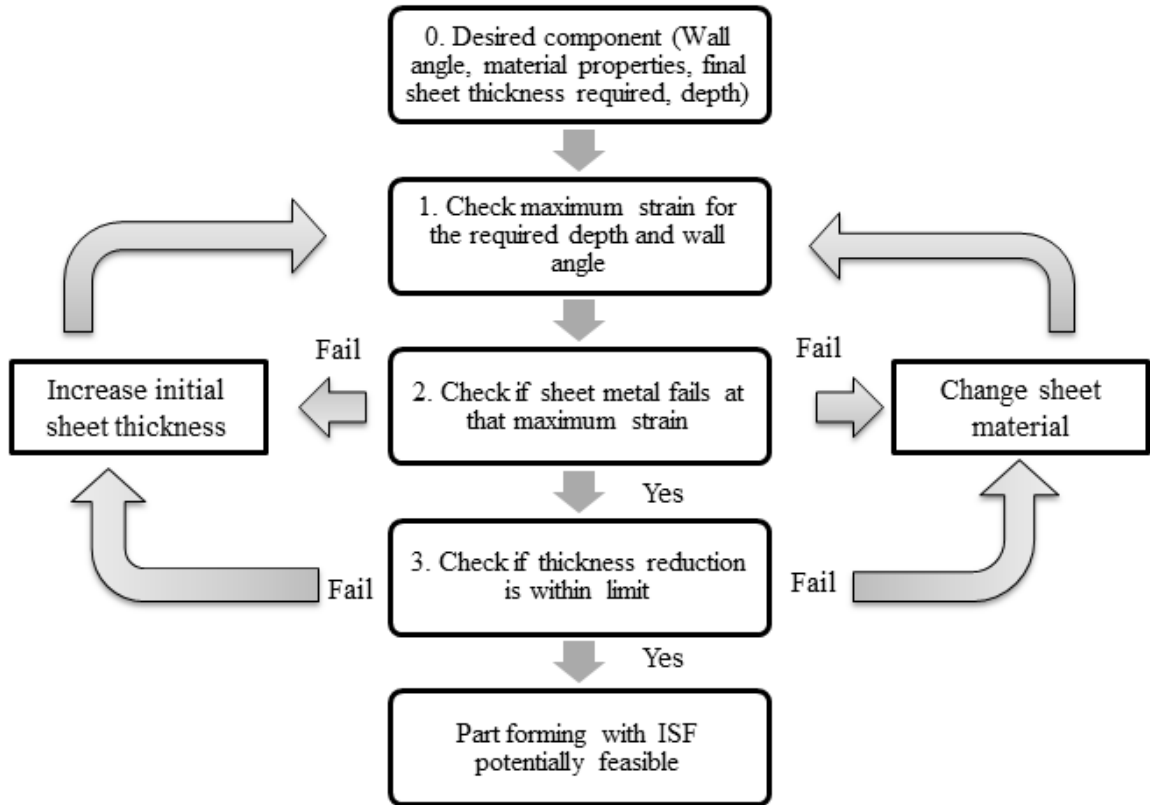 0. Desired component (Wall
angle, material properties, final
sheet thickness required, depth)
1. Check maximum strain for
the required depth and wall
angle
Fail
Fail
Increase initial
sheet thickness
2. Check if sheet metal fails at
that maximum strain
Change sheet
material
Yes
3. Check if thickness reduction
is within limit
Fail
Fail
Yes
Part forming with ISF
potentially feasible